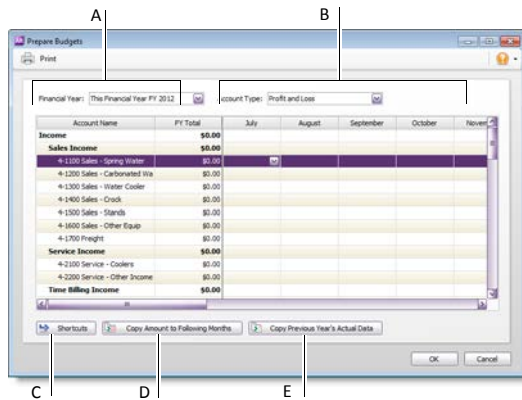 A B
Prepare Budgets
Print
Financial Year: This Financial Year FY 2012 ccount Type: Profit and Loss
Account Name FY Total July August September October Novem
Income $0.00
Sales Income $0.00
4-1100 Sales - Spring Water $0.00
4-1200 Sales - Carbonated Wa $0.00
4-1300 Sales - Water Cooler $0.00
4-1400 Sales - Crock $0.00
4-1500 Sales - Stands $0.00
4-1600 Sales - Other Equip $0.00
4-1700 Freight $0.00
Service Income $0.00
4-2100 Service - Coolers $0.00
4-2200 Service - Other Income $0.00
Time Billing Income $0.00
Shortcuts Copy Amount to Following Months Copy Previous Year's Actual Data
OK Cancel
C D E